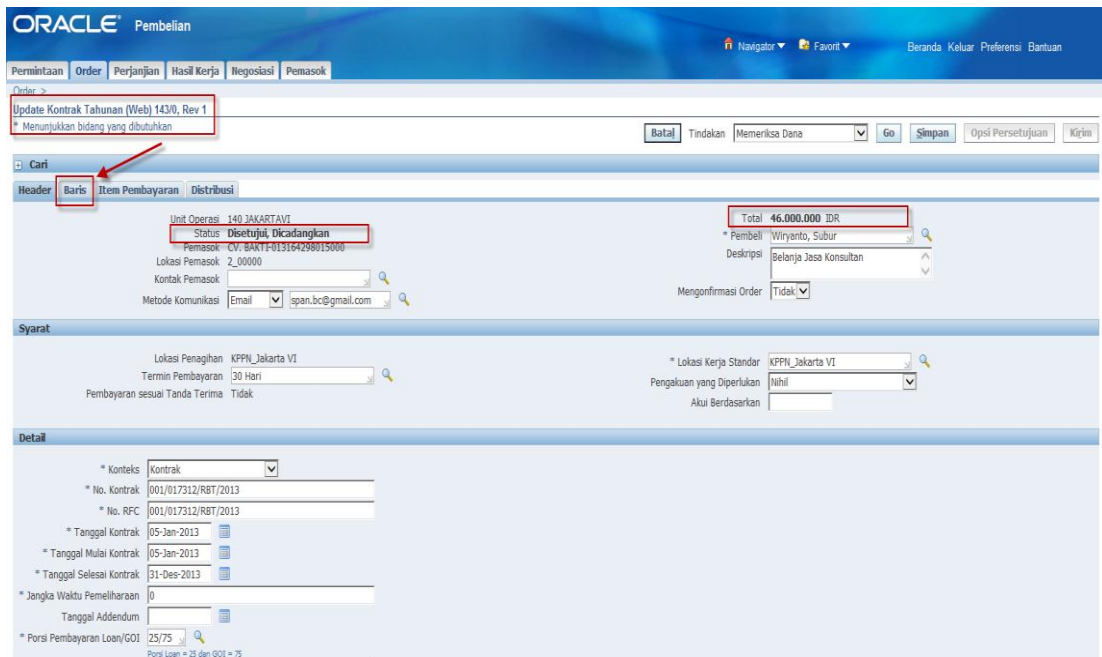 ORACLE Pembelian
Navigator Favorit Beranda Keluar Preferensi Bantuan
Permintaan Order Perjanjian Hasil Kerja Negosiasi Pemasok
Order >
Update Kontrak Tahunan (Web) 143/0, Rev 1
* Menunjukkan bidang yang dibutuhkan
Batal Tindakan Memeriksa Dana Go Simpan Opsi Persetujuan Kirim
Cari
Header Baris Item Pembayaran Distribusi
Unit Operasi 140 JAKARTAVI
Status Disetujui, Dicadangkan
Pemasok CV. BAKTI-013164298015000
Lokasi Pemasok 2_00000
Kontak Pemasok
Metode Komunikasi Email span.bc@gmail.com
Total 46.000.000 IDR
* Pembeli Wiryanto, Subur
Deskripsi Belanja Jasa Konsultan
Mengonfirmasi Order Tidak
Syarat
Lokasi Penagihan KPPN_Jakarta VI
Termin Pembayaran 30 Hari
Pembayaran sesuai Tanda Terima Tidak
* Lokasi Kerja Standar KPPN_Jakarta VI
Pengakuan yang Diperlukan Nihil
Akui Berdasarkan
Detail
* Konteks Kontrak
* No. Kontrak 001/017312/RBT/2013
* No. RFC 001/017312/RBT/2013
* Tanggal Kontrak 05-Jan-2013
* Tanggal Mulai Kontrak 05-Jan-2013
* Tanggal Selesai Kontrak 31-Des-2013
* Jangka Waktu Pemeliharaan 0
Tanggal Addendum
* Porsi Pembayaran Loan/GOI 25/75
Porsi Loan = 25 dan GOI = 75